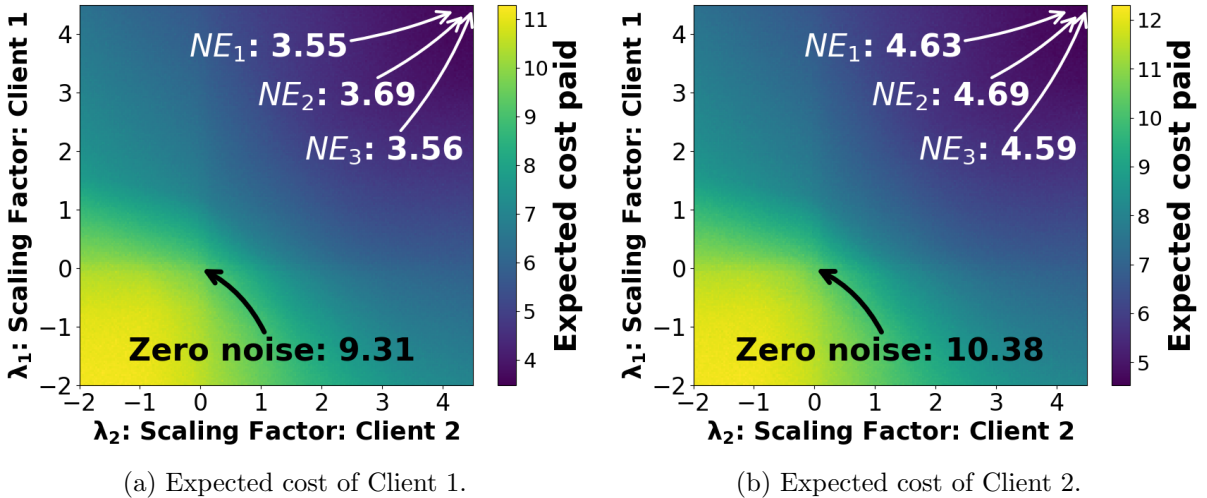 4
3
2
1
0
−1
−2
−2
−1
0
1
2
3
4
λ₁: Scaling Factor: Client 1
λ₂: Scaling Factor: Client 2
NE₁: 3.55
NE₂: 3.69
NE₃: 3.56
Zero noise: 9.31
11
10
9
8
7
6
5
4
Expected cost paid
(a) Expected cost of Client 1.
4
3
2
1
0
−1
−2
−2
−1
0
1
2
3
4
λ₁: Scaling Factor: Client 1
λ₂: Scaling Factor: Client 2
NE₁: 4.63
NE₂: 4.69
NE₃: 4.59
Zero noise: 10.38
12
11
10
9
8
7
6
5
Expected cost paid
(b) Expected cost of Client 2.